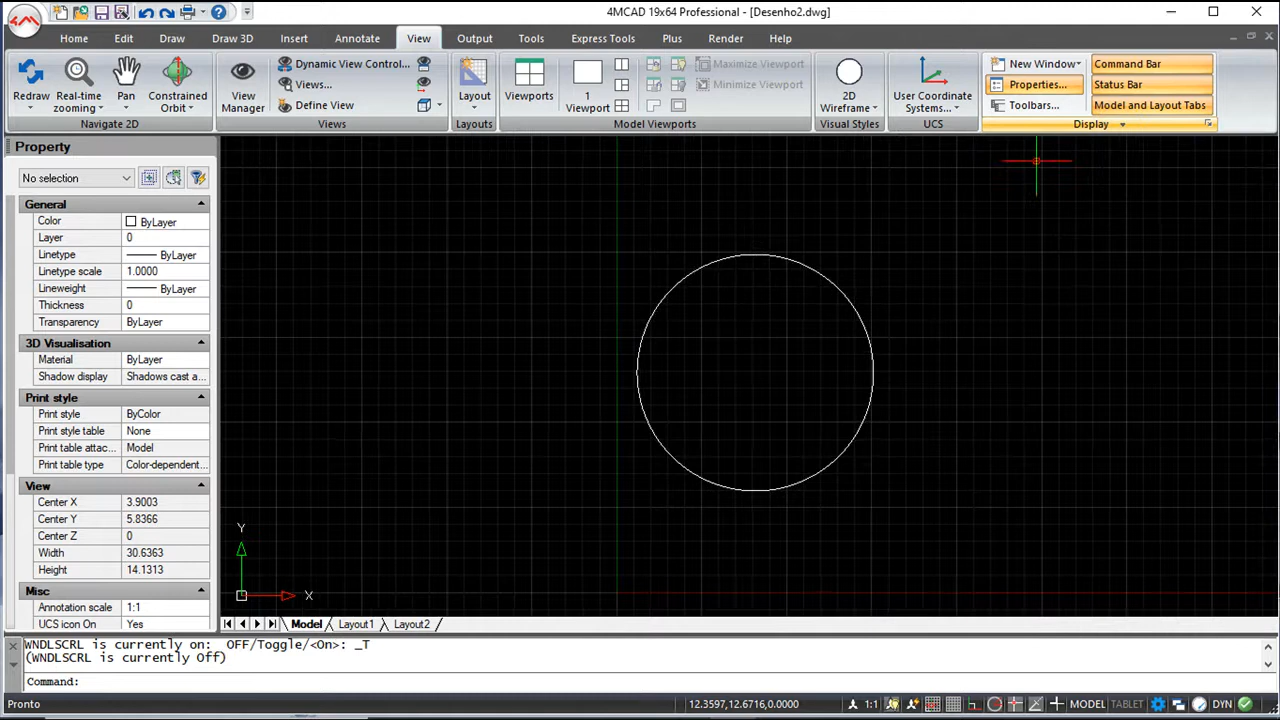 4MCAD 19x64 Professional - [Desenho2.dwg]
Home Edit Draw Draw 3D Insert Annotate View Output Tools Express Tools Plus Render Help
Redraw
Real-time zooming
Pan
Constrained Orbit
Navigate 2D
View Manager
Dynamic View Control...
Views...
Define View
Views
Layout
Layouts
Viewports
1 Viewport
Maximize Viewport
Minimize Viewport
Model Viewports
2D Wireframe
Visual Styles
User Coordinate Systems...
UCS
New Window
Properties...
Toolbars...
Command Bar
Status Bar
Model and Layout Tabs
Display
Property
No selection
General
Color ByLayer
Layer 0
Linetype ByLayer
Linetype scale 1.0000
Lineweight ByLayer
Thickness 0
Transparency ByLayer
3D Visualisation
Material ByLayer
Shadow display Shadows cast a...
Print style
Print style ByColor
Print style table None
Print table attac... Model
Print table type Color-dependent...
View
Center X 3.9003
Center Y 5.8366
Center Z 0
Width 30.6363
Height 14.1313
Misc
Annotation scale 1:1
UCS icon On Yes
Y
X
Model Layout1 Layout2
WNDLSCRL is currently on: OFF/Toggle/<On>: _T
(WNDLSCRL is currently Off)
Command:
Pronto
12.3597,12.6716,0.0000 1:1 MODEL TABLET DYN